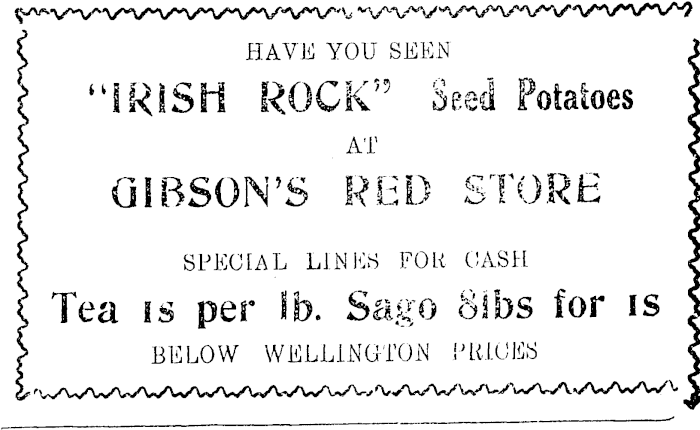 HAVE YOU SEEN
“IRISH ROCK” Seed Potatoes
AT
GIBSON'S RED STORE
SPECIAL LINES FOR CASH
Tea 1s per lb. Sago 8lbs for 1s
BELOW WELLINGTON PRICES